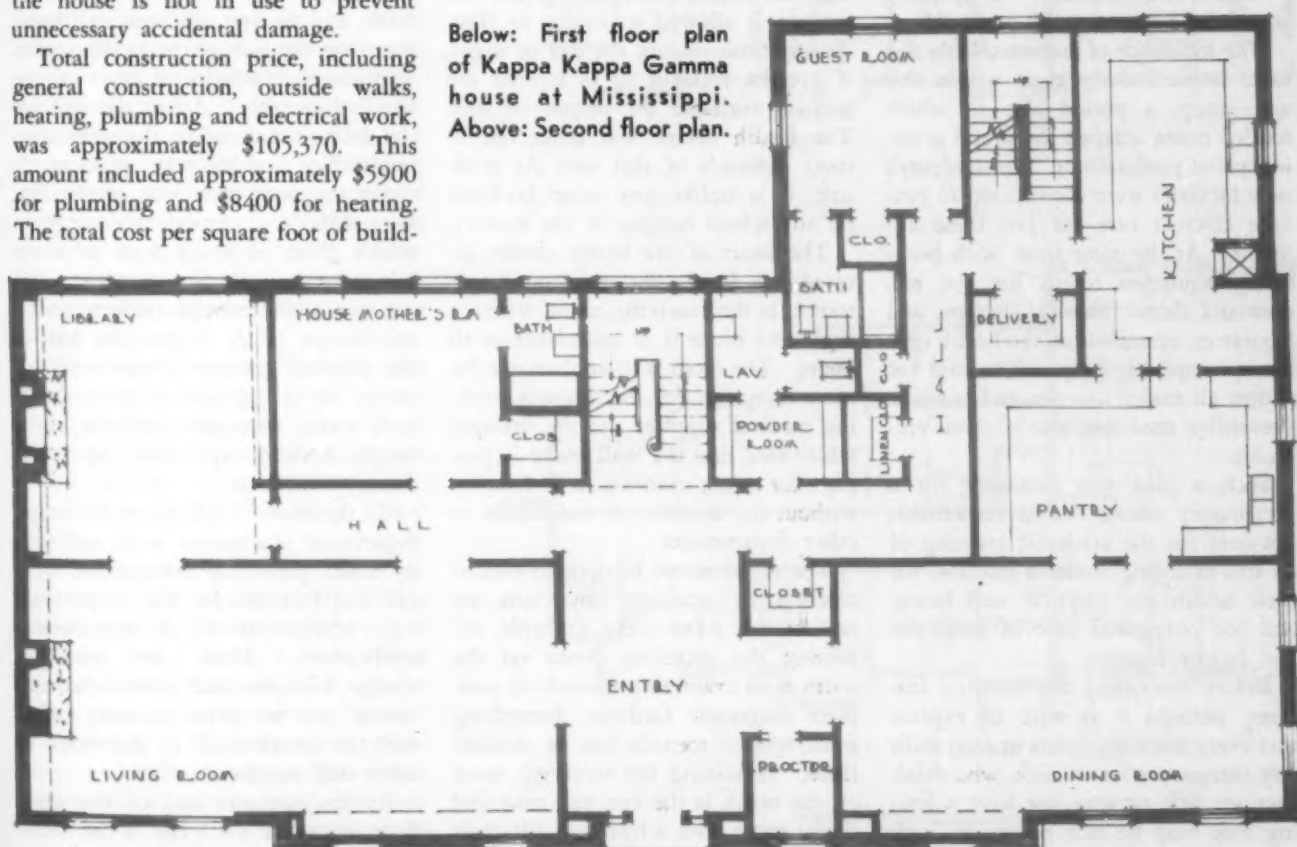 the house is not in use to prevent
unnecessary accidental damage.
Total construction price, including
general construction, outside walks,
heating, plumbing and electrical work,
was approximately $105,370. This
amount included approximately $5900
for plumbing and $8400 for heating.
The total cost per square foot of build-
Below: First floor plan
of Kappa Kappa Gamma
house at Mississippi.
Above: Second floor plan.
GUEST ROOM
KITCHEN
CLO.
BATH
LIBRARY
HOUSE MOTHER'S RM
BATH
UP
LAV.
CLO
DELIVERY
CLOS.
POWDER
ROOM
LINEN CLO.
PANTRY
HALL
CLOSET
ENTRY
PROCTER
LIVING ROOM
DINING ROOM